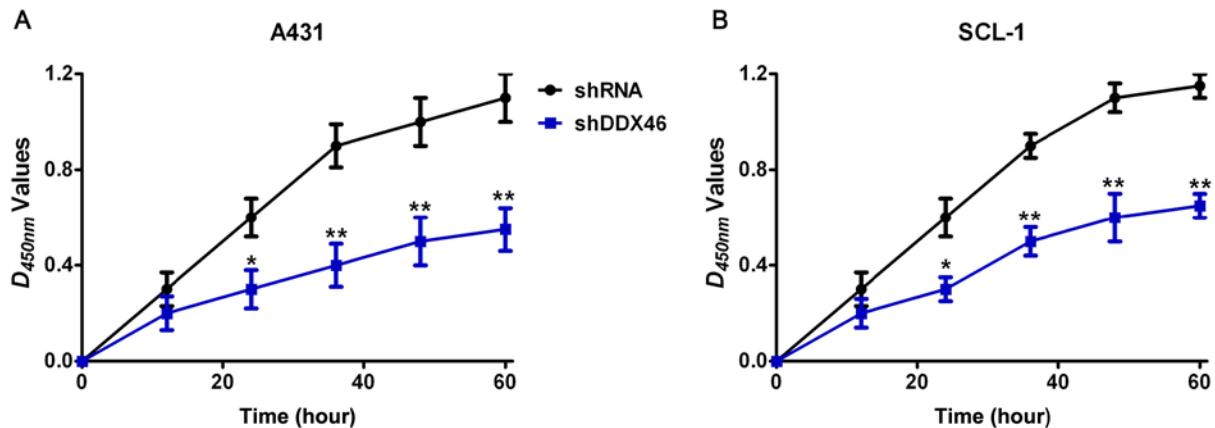 A
A431
1.2
0.8
0.4
0.0
D450nm Values
* ** ** **
0 20 40 60
Time (hour)
shRNA
shDDX46
B
SCL-1
1.2
0.8
0.4
0.0
D450nm Values
* ** ** **
0 20 40 60
Time (hour)